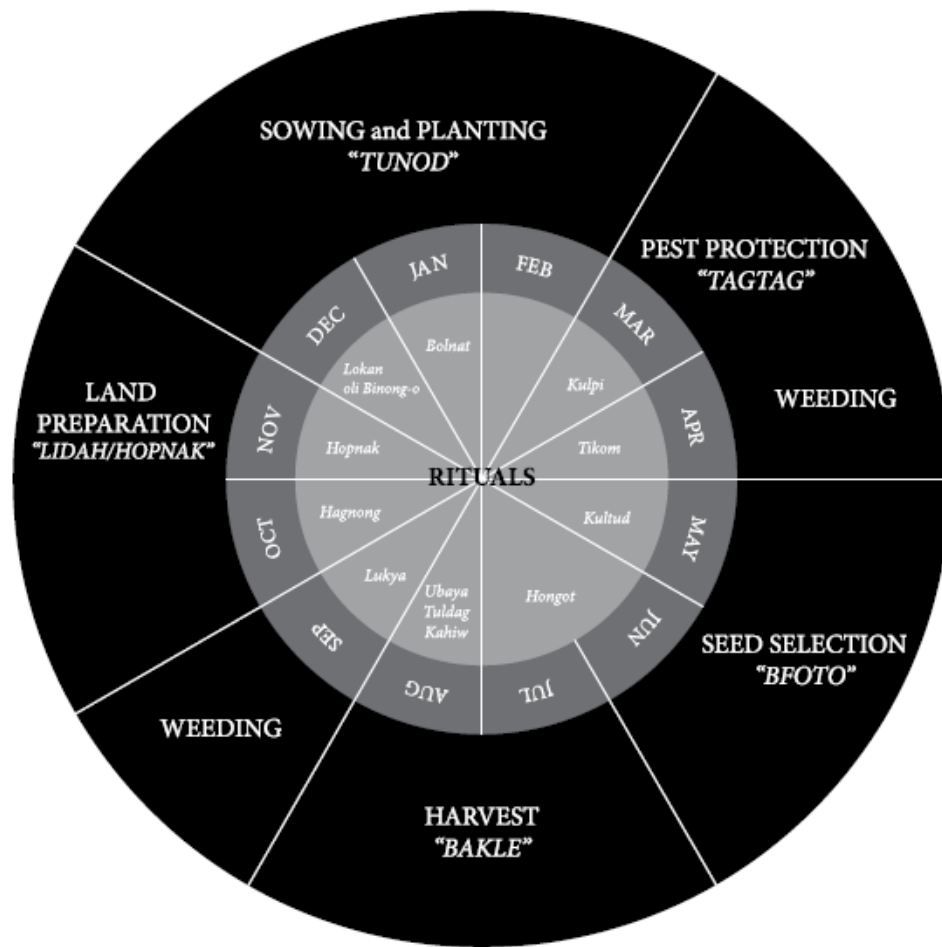 SOWING and PLANTING
“TUNOD”
PEST PROTECTION
“TAGTAG”
WEEDING
SEED SELECTION
“BFOTO”
HARVEST
“BAKLE”
WEEDING
LAND
PREPARATION
“LIDAH/HOPNAK”
JAN
FEB
MAR
APR
MAY
JUN
JUL
AUG
SEP
OCT
NOV
DEC
Bolnat
Kulpi
Tikom
Kultud
Hongot
Ubaya
Tuldag
Kahiw
Lukya
Hagnong
Hopnak
Lokan
oli Binong-o
RITUALS